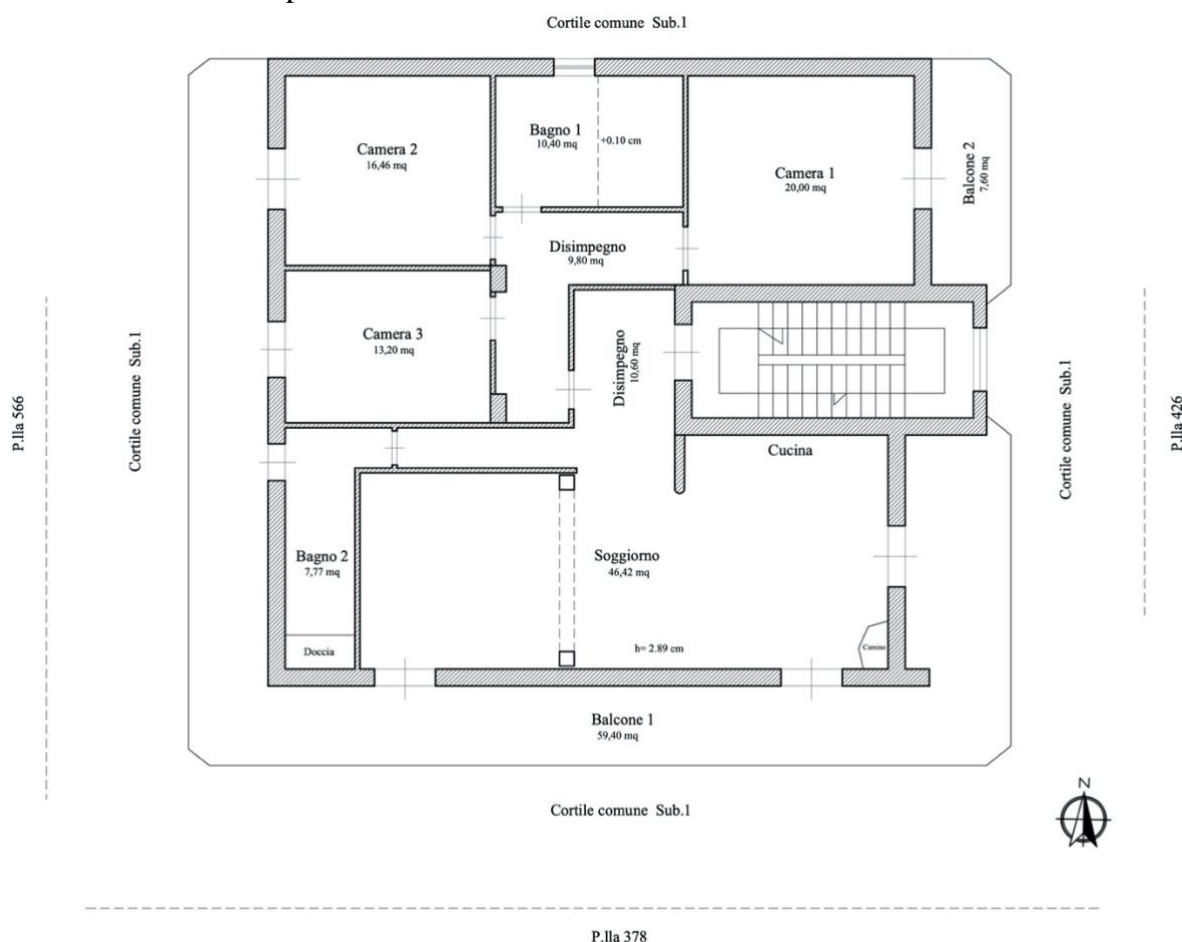 Cortile comune Sub.1
Bagno 1
10,40 mq
+0.10 cm
Camera 2
16,46 mq
Camera 1
20,00 mq
Balcone 2
7,60 mq
Disimpegno
9,80 mq
Camera 3
13,20 mq
Disimpegno
10,60 mq
Cortile comune Sub.1
P.lla 566
Cortile comune Sub.1
P.lla 426
Cucina
Bagno 2
7,77 mq
Soggiorno
46,42 mq
Doccia
h= 2.89 cm
Camino
Balcone 1
59,40 mq
N
Cortile comune Sub.1
P.lla 378